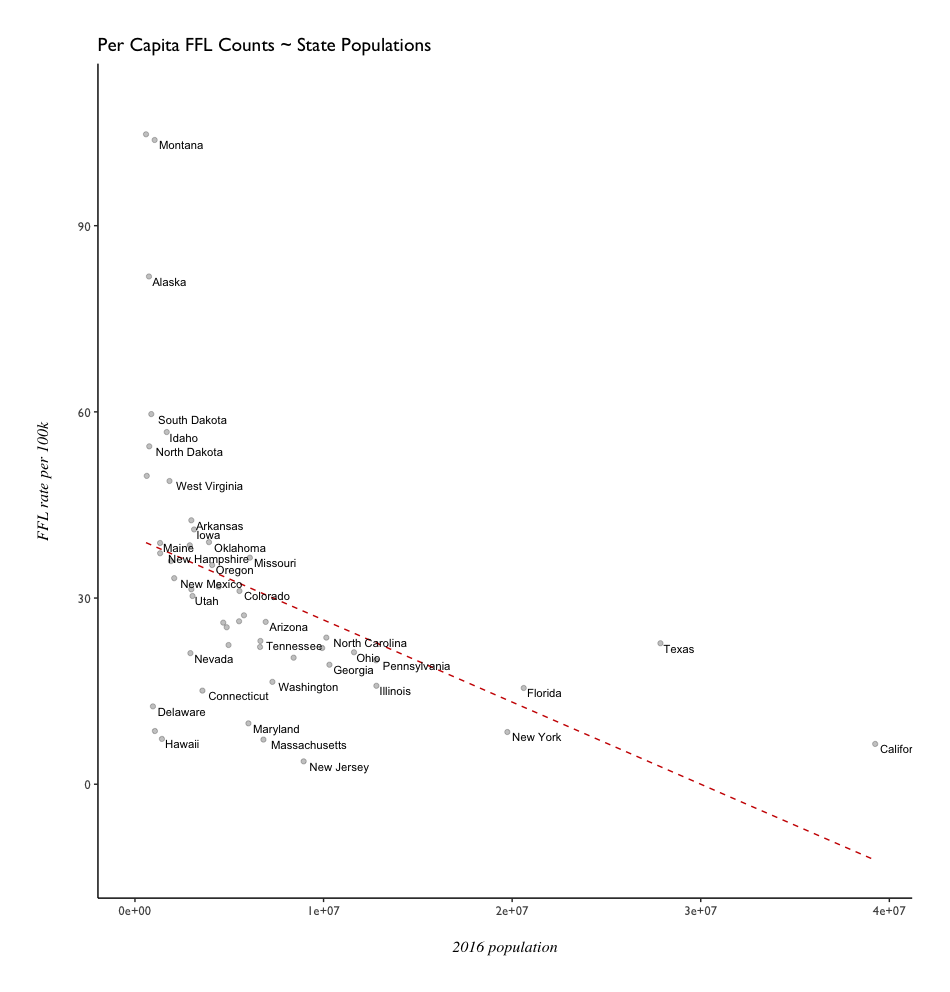 Per Capita FFL Counts ~ State Populations
Montana
90
Alaska
60
South Dakota
Idaho
North Dakota
West Virginia
FFL rate per 100k
Arkansas
Iowa
Maine
Oklahoma
New Hampshire
Missouri
Oregon
New Mexico
30
Colorado
Utah
Arizona
North Carolina
Tennessee
Ohio
Nevada
Pennsylvania
Georgia
Washington
Illinois
Florida
Texas
Connecticut
Delaware
Maryland
New York
Hawaii
Massachusetts
Califor
New Jersey
0
0e+00 1e+07 2e+07 3e+07 4e+07
2016 population